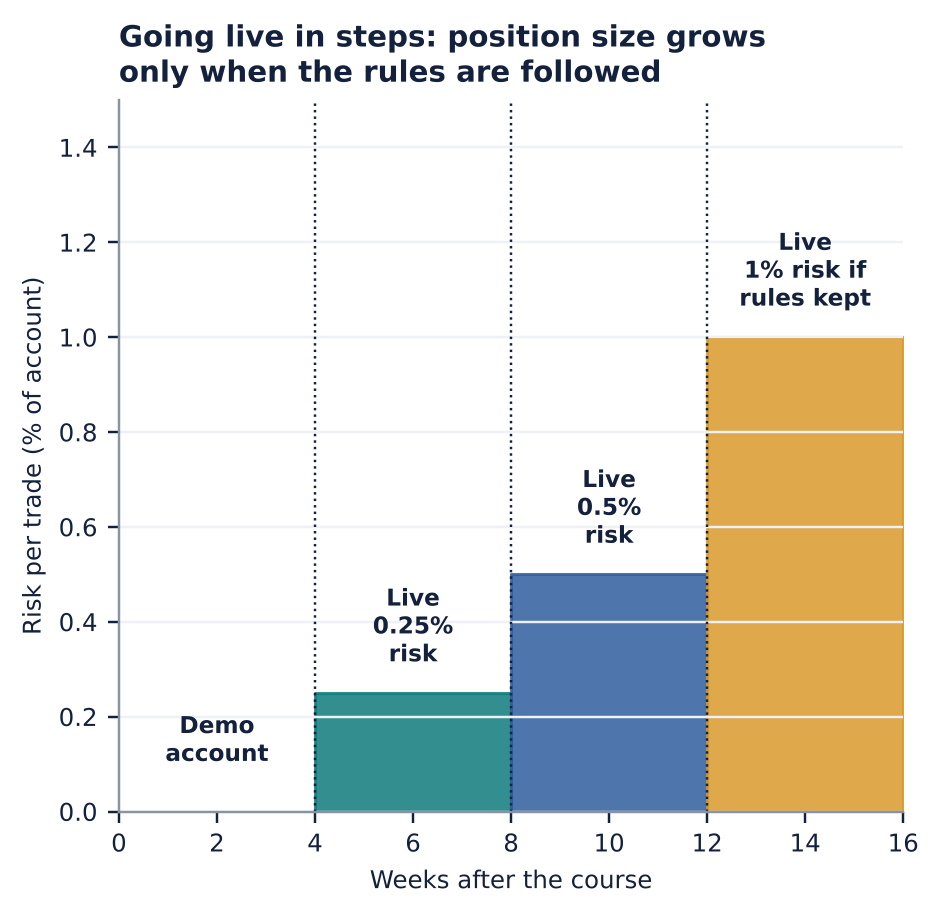 Going live in steps: position size grows
only when the rules are followed
Risk per trade (% of account)
1.4
1.2
1.0
0.8
0.6
0.4
0.2
0.0
Demo
account
Live
0.25%
risk
Live
0.5%
risk
Live
1% risk if
rules kept
0 2 4 6 8 10 12 14 16
Weeks after the course